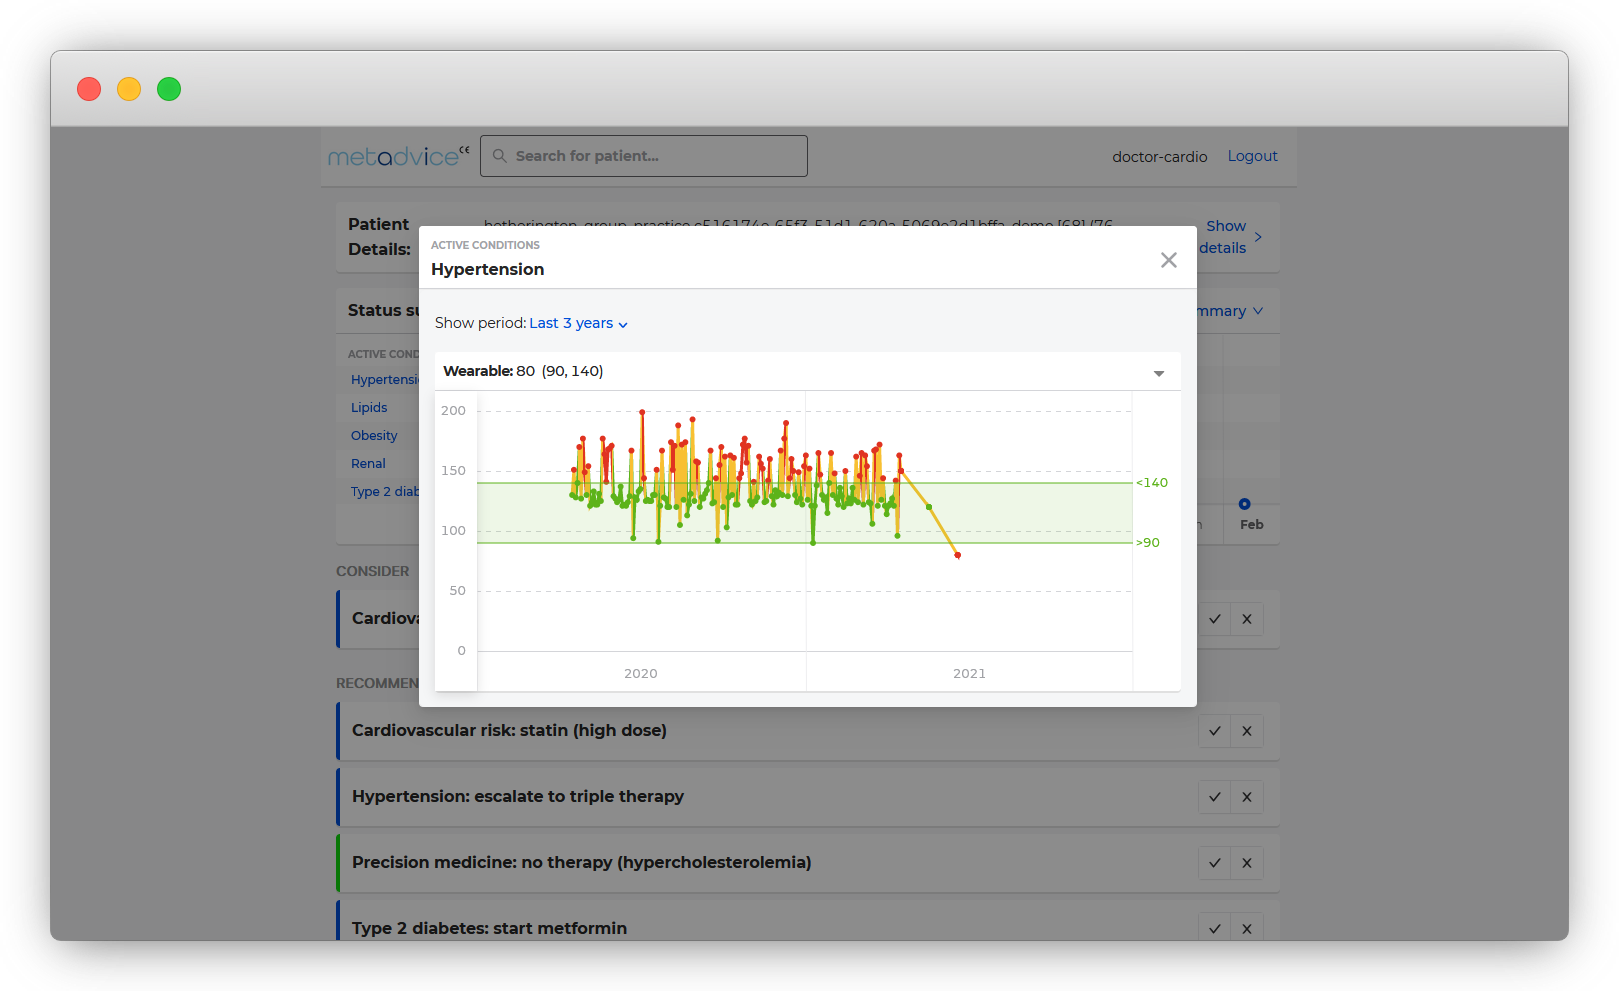 metadvice CE
Search for patient...
doctor-cardio
Logout
Patient
Details:
Show
details
ACTIVE CONDITIONS
Hypertension
Status su
mmary
Show period: Last 3 years
ACTIVE COND
Hypertensi
Lipids
Obesity
Renal
Type 2 diab
Wearable: 80 (90, 140)
200
150
100
50
0
<140
>90
2020
2021
Feb
CONSIDER
Cardiova
RECOMMEN
Cardiovascular risk: statin (high dose)
Hypertension: escalate to triple therapy
Precision medicine: no therapy (hypercholesterolemia)
Type 2 diabetes: start metformin